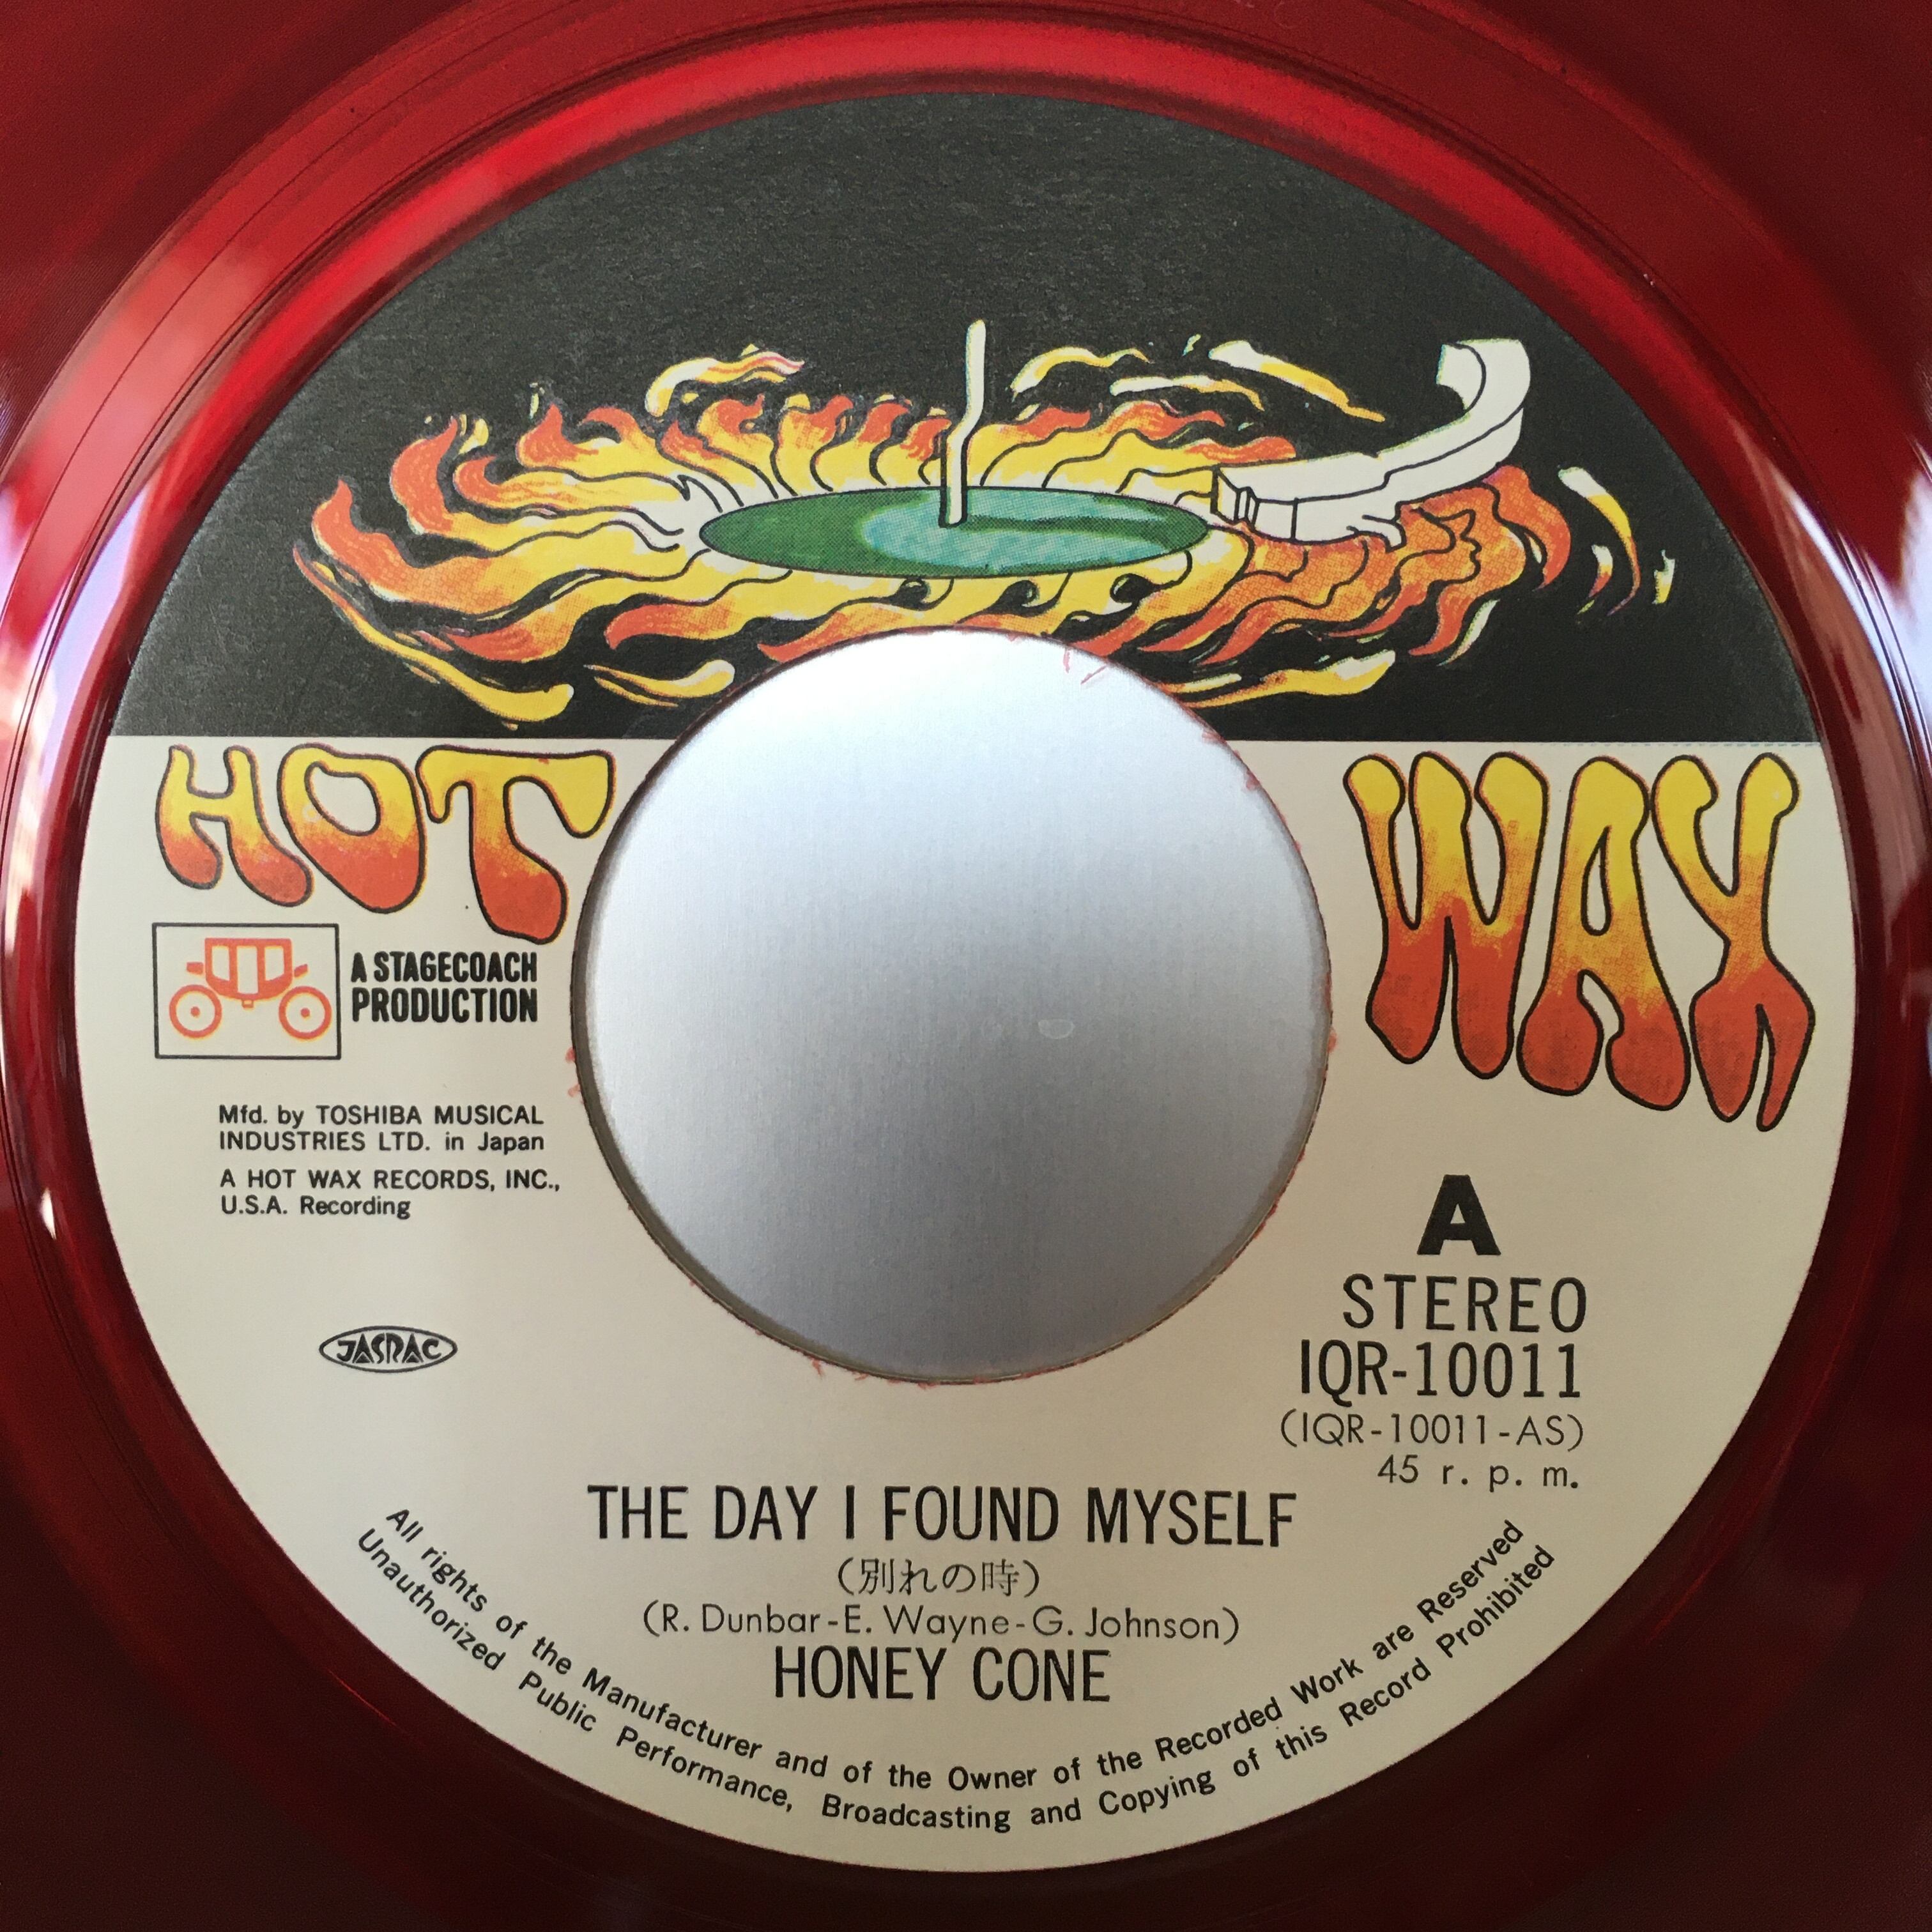 HOT WAX
A STAGECOACH
PRODUCTION
Mfd. by TOSHIBA MUSICAL
INDUSTRIES LTD. in Japan
A HOT WAX RECORDS, INC.,
U.S.A. Recording
JASRAC
A
STEREO
IQR-10011
(IQR-10011-AS)
45 r. p. m.
THE DAY I FOUND MYSELF
(別れの時)
(R. Dunbar-E. Wayne-G. Johnson)
HONEY CONE
All rights of the Manufacturer and of the Owner of the Recorded Work are Reserved
Unauthorized Public Performance, Broadcasting and Copying of this Record Prohibited